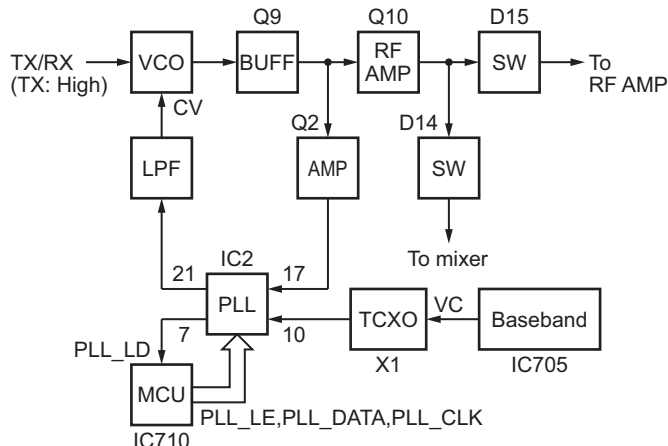 Q9
Q10
D15
TX/RX
(TX: High)
VCO
BUFF
RF
AMP
SW
To
RF AMP
CV
Q2
D14
LPF
AMP
SW
To mixer
21
IC2
17
PLL
7
10
TCXO
VC
Baseband
PLL_LD
X1
IC705
MCU
PLL_LE,PLL_DATA,PLL_CLK
IC710